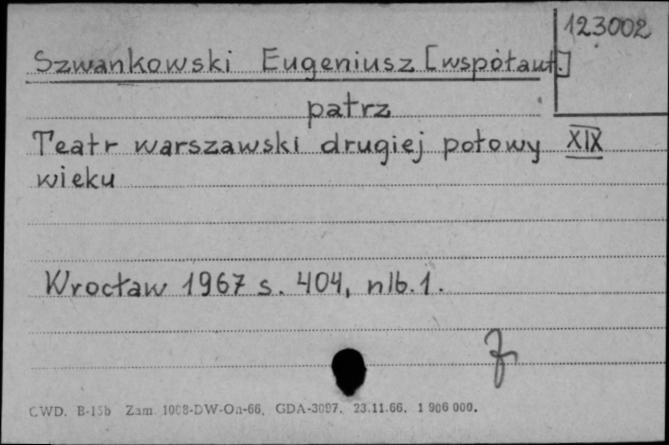 123002
Szwankowski Eugeniusz [współaut.]
patrz
Teatr warszawski drugiej połowy XIX
wieku
Wrocław 1967 s. 404, nlb. 1.
CWD. B-15b Zam. 1008-DW-On-66. GDA-3097. 23.11.66. 1 906 000.